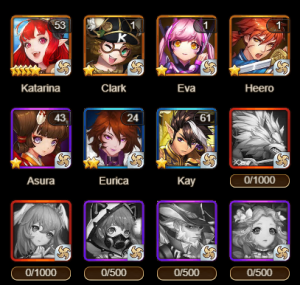 53 1 1 1
K
Katarina Clark Eva Heero
43 24 61
Asura Eurica Kay 0/1000
0/1000 0/500 0/500 0/500